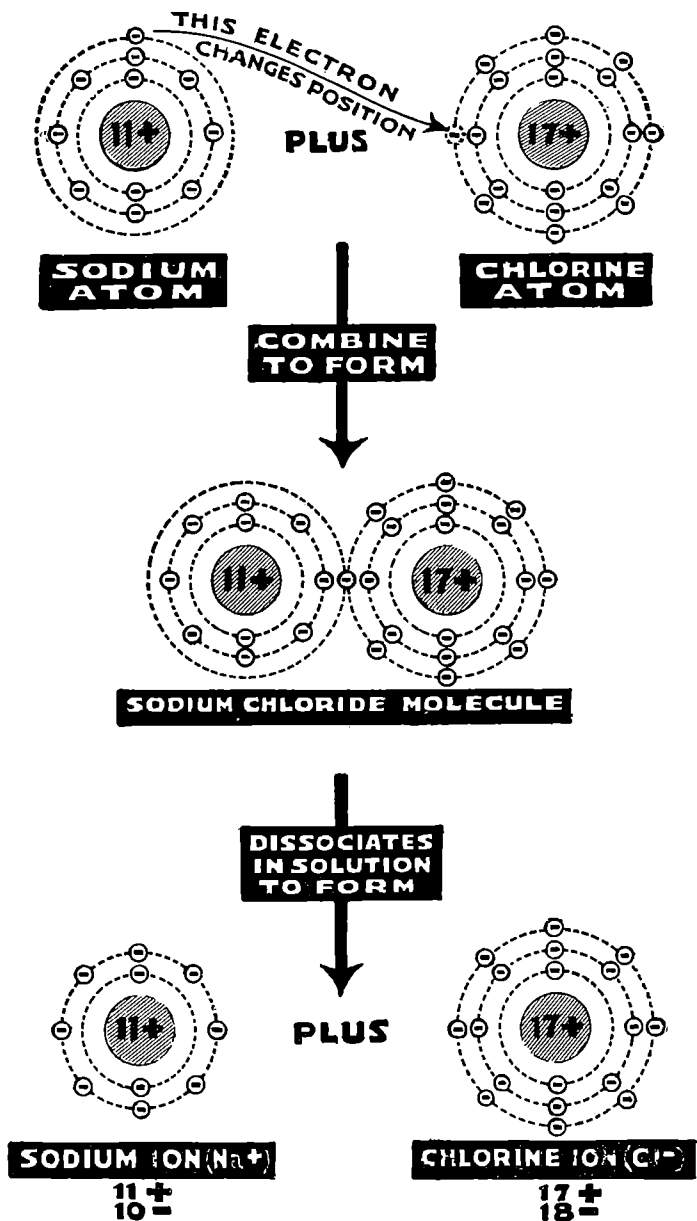 THIS ELECTRON
CHANGES POSITION
11+
PLUS
17+
SODIUM
ATOM
CHLORINE
ATOM
COMBINE
TO FORM
11+
17+
SODIUM CHLORIDE MOLECULE
DISSOCIATES
IN SOLUTION
TO FORM
11+
PLUS
17+
SODIUM ION (Na+)
CHLORINE ION (Cl-)
11+
10-
17+
18-